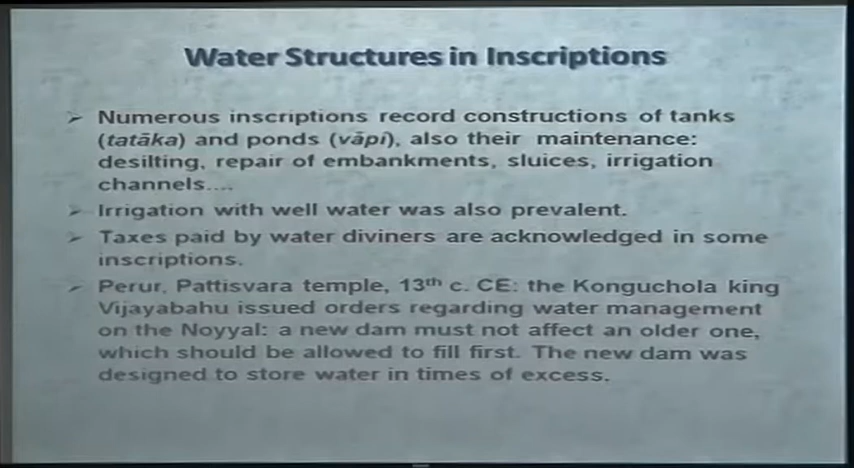 Water Structures in Inscriptions
➢ Numerous inscriptions record constructions of tanks
(tatāka) and ponds (vāpi), also their maintenance:
desilting, repair of embankments, sluices, irrigation
channels....
➢ Irrigation with well water was also prevalent.
➢ Taxes paid by water diviners are acknowledged in some
inscriptions.
➢ Perur, Pattisvara temple, 13th c. CE: the Konguchola king
Vijayabahu issued orders regarding water management
on the Noyyal: a new dam must not affect an older one,
which should be allowed to fill first. The new dam was
designed to store water in times of excess.